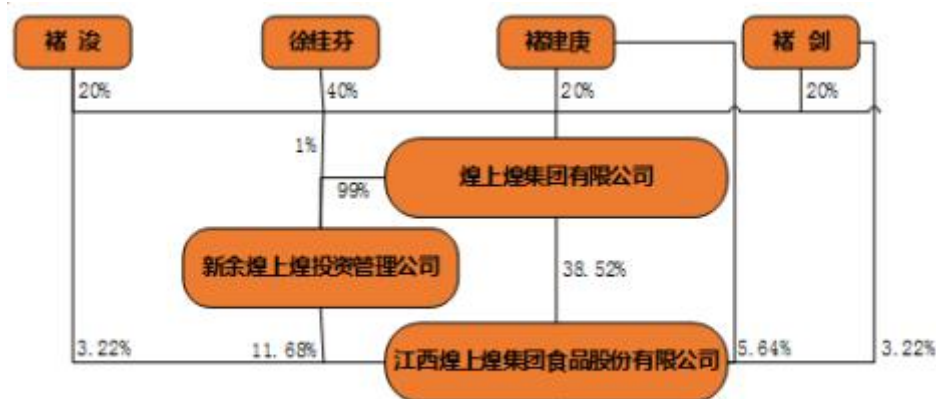 褚 浚
徐桂芬
褚建庚
褚 剑
20%
40%
20%
20%
1%
煌上煌集团有限公司
99%
新余煌上煌投资管理公司
38.52%
3.22%
11.68%
江西煌上煌集团食品股份有限公司
5.64%
3.22%